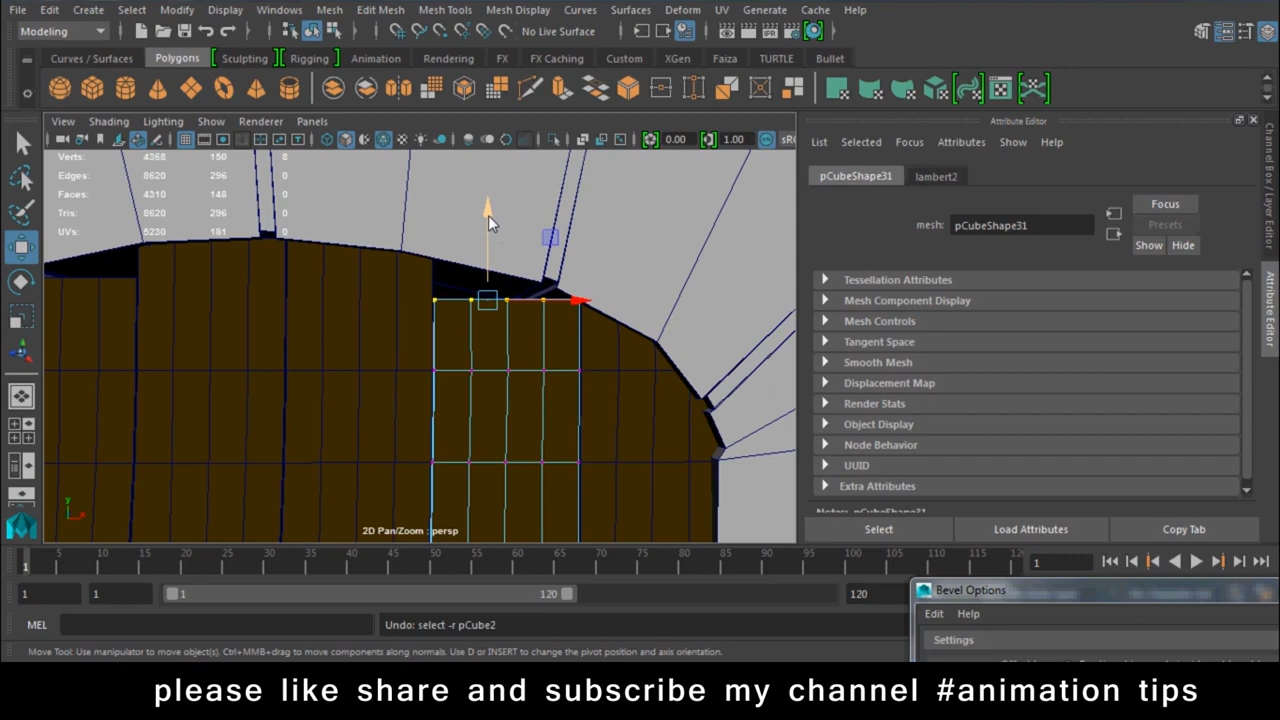 File Edit Create Select Modify Display Windows Mesh Edit Mesh Mesh Tools Mesh Display Curves Surfaces Deform UV Generate Cache Help
Modeling No Live Surface
Curves / Surfaces Polygons Sculpting Rigging Animation Rendering FX FX Caching Custom XGen Faiza TURTLE Bullet
View Shading Lighting Show Renderer Panels
0.00 1.00
Verts: 4368 150 8
Edges: 8620 296 0
Faces: 4310 148 0
Tris: 8620 296 0
UVs: 5230 181 0
y
x
2D Pan/Zoom : persp
Attribute Editor
List Selected Focus Attributes Show Help
pCubeShape31 lambert2
mesh: pCubeShape31
Focus
Presets
Show Hide
Tessellation Attributes
Mesh Component Display
Mesh Controls
Tangent Space
Smooth Mesh
Displacement Map
Render Stats
Object Display
Node Behavior
UUID
Extra Attributes
Notes: pCubeShape31
Select Load Attributes Copy Tab
Channel Box / Layer Editor
Attribute Editor
5 10 15 20 25 30 35 40 45 50 55 60 65 70 75 80 85 90 95 100 105 110 115 12
1 1
1 1 1 120 120
Bevel Options
Edit Help
Settings
MEL Undo: select -r pCube2
Move Tool: Use manipulator to move object(s). Ctrl+MMB+drag to move components along normals. Use D or INSERT to change the pivot position and axis orientation.
please like share and subscribe my channel #animation tips